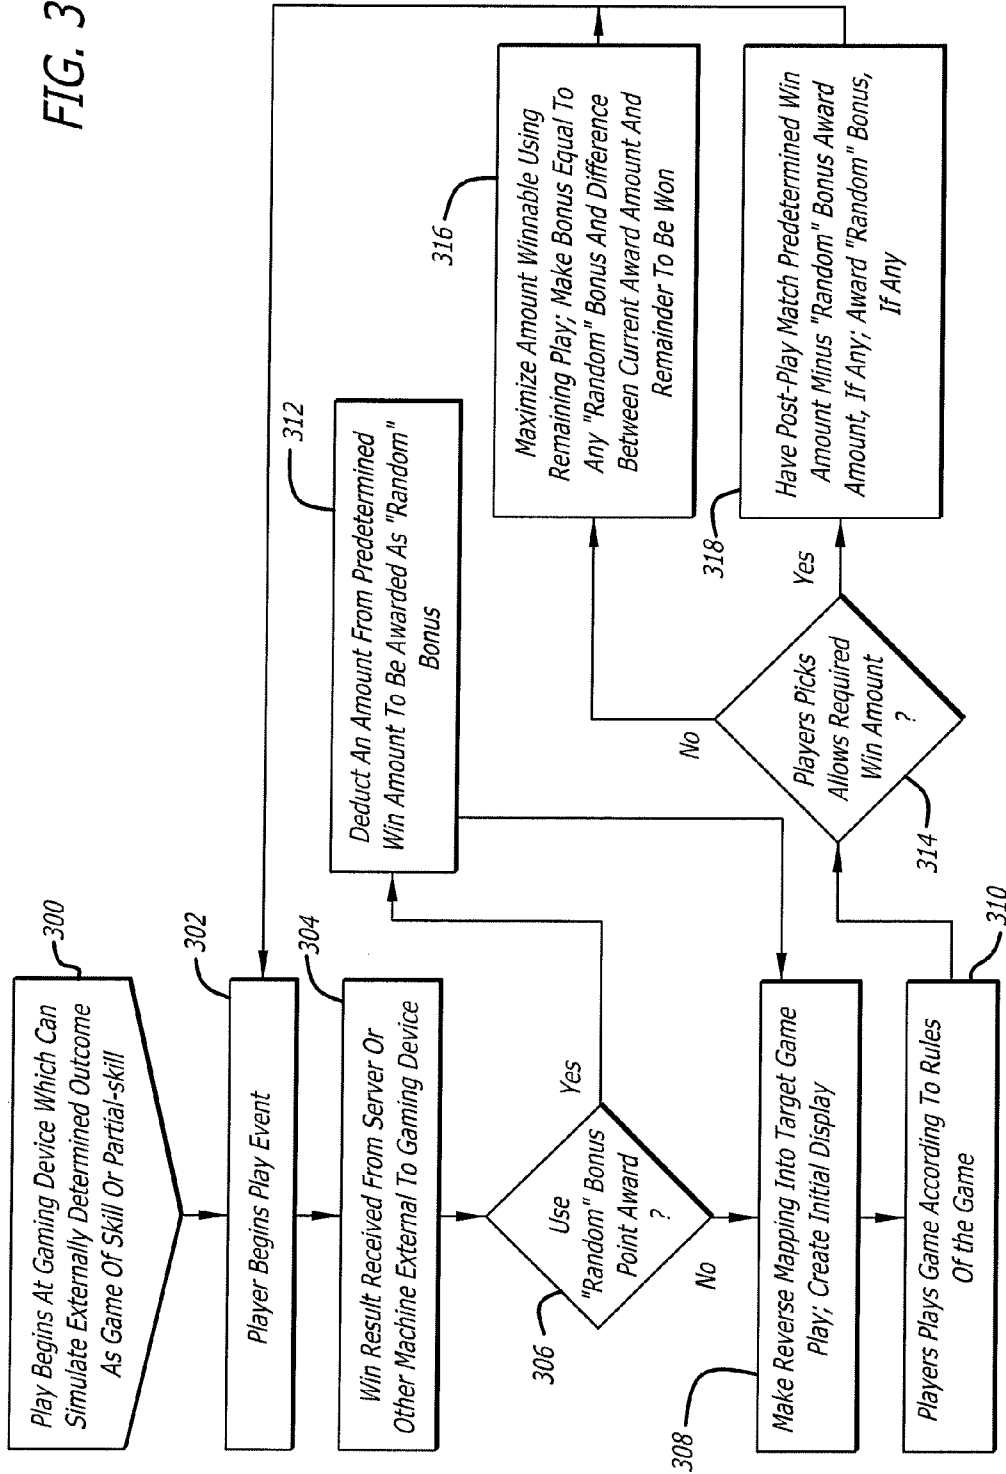 FIG. 3
Play Begins At Gaming Device Which Can
Simulate Externally Determined Outcome
As Game Of Skill Or Partial-skill
300
Player Begins Play Event
302
Win Result Received From Server Or
Other Machine External To Gaming Device
304
Use
"Random" Bonus
Point Award
?
306
Yes
No
Deduct An Amount From Predetermined
Win Amount To Be Awarded As "Random"
Bonus
312
Make Reverse Mapping Into Target Game
Play; Create Initial Display
308
Players Plays Game According To Rules
Of the Game
310
Players Picks
Allows Required
Win Amount
?
314
No
Yes
Maximize Amount Winnable Using
Remaining Play; Make Bonus Equal To
Any "Random" Bonus And Difference
Between Current Award Amount And
Remainder To Be Won
316
Have Post-Play Match Predetermined Win
Amount Minus "Random" Bonus Award
Amount, If Any; Award "Random" Bonus,
If Any
318